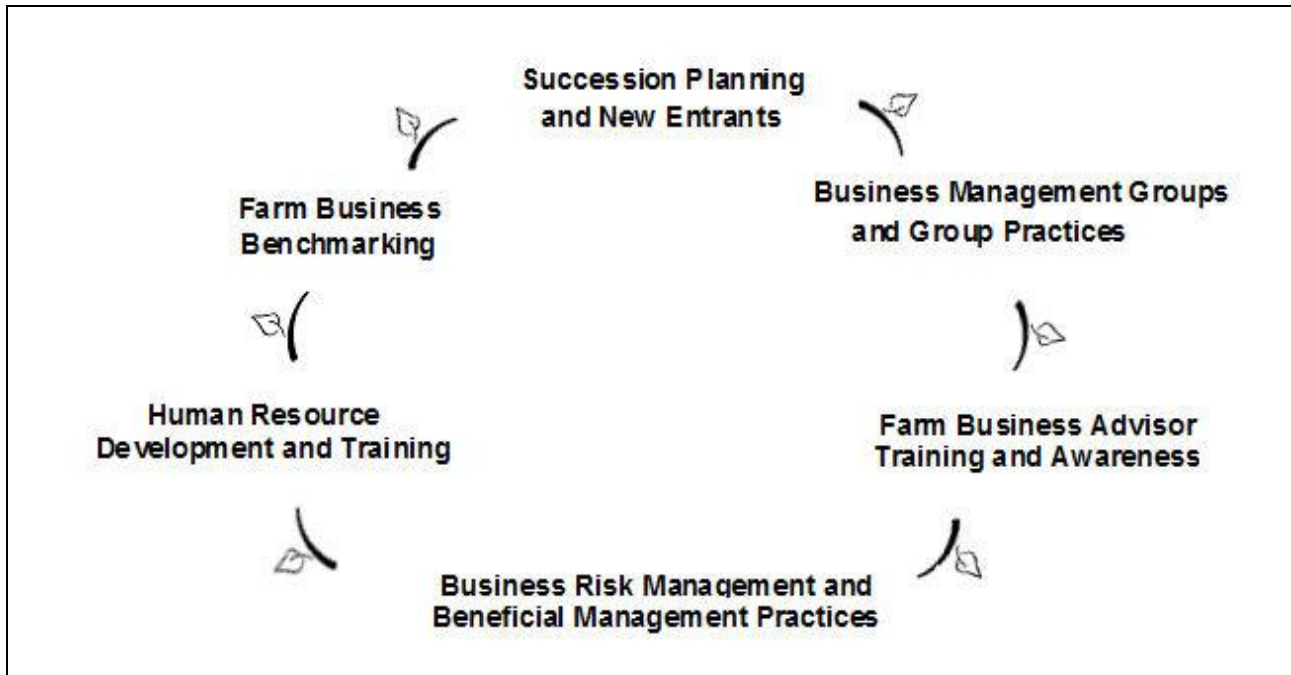 Succession Planning
and New Entrants
Business Management Groups
and Group Practices
Farm Business
Benchmarking
Human Resource
Development and Training
Farm Business Advisor
Training and Awareness
Business Risk Management and
Beneficial Management Practices